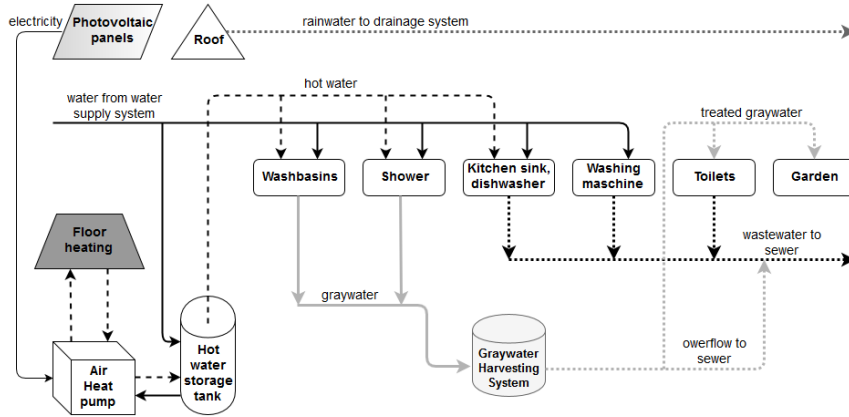 electricity
Photovoltaic
panels
Roof
rainwater to drainage system
hot water
water from water
supply system
treated graywater
Washbasins
Shower
Kitchen sink,
dishwasher
Washing
maschine
Toilets
Garden
Floor
heating
wastewater to
sewer
graywater
Air
Heat
pump
Hot
water
storage
tank
Graywater
Harvesting
System
owerflow to
sewer